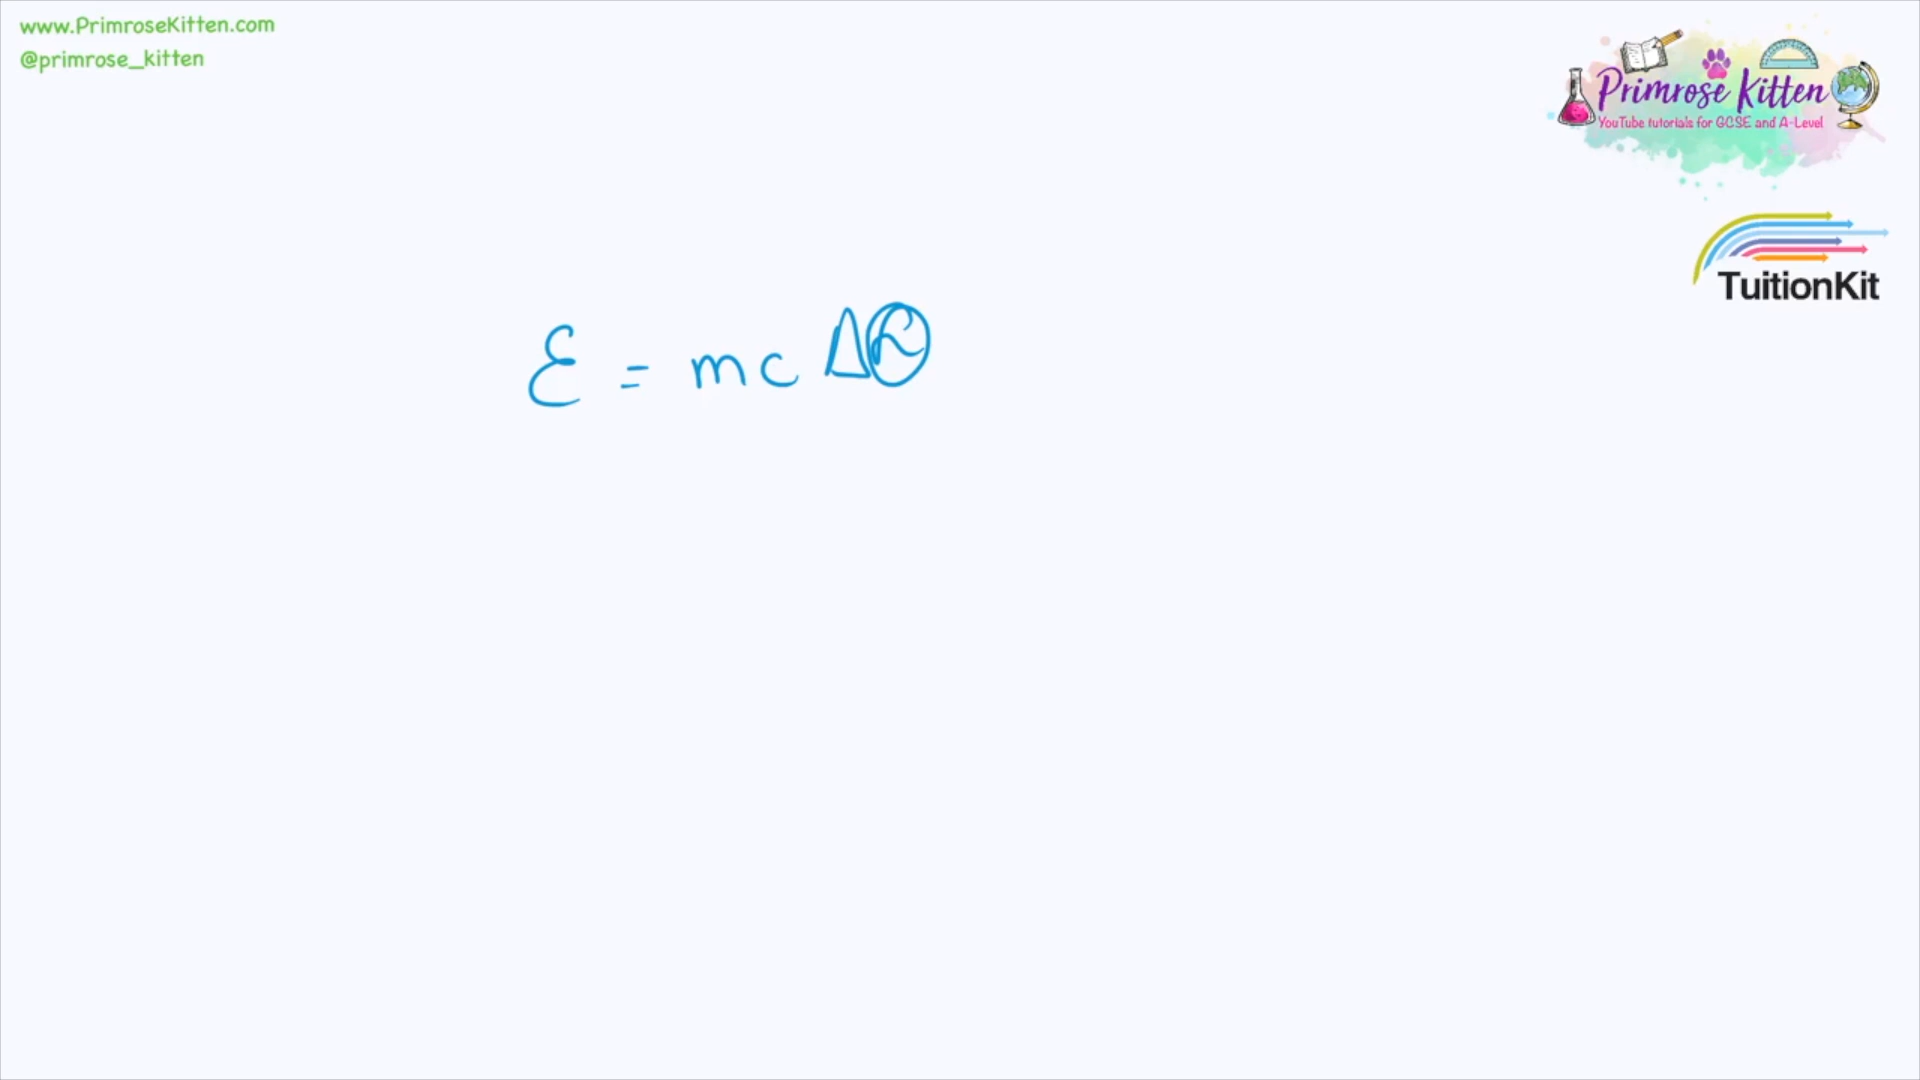 www.PrimroseKitten.com
@primrose_kitten
Primrose Kitten
YouTube tutorials for GCSE and A-Level
TuitionKit
E = mc Δθ